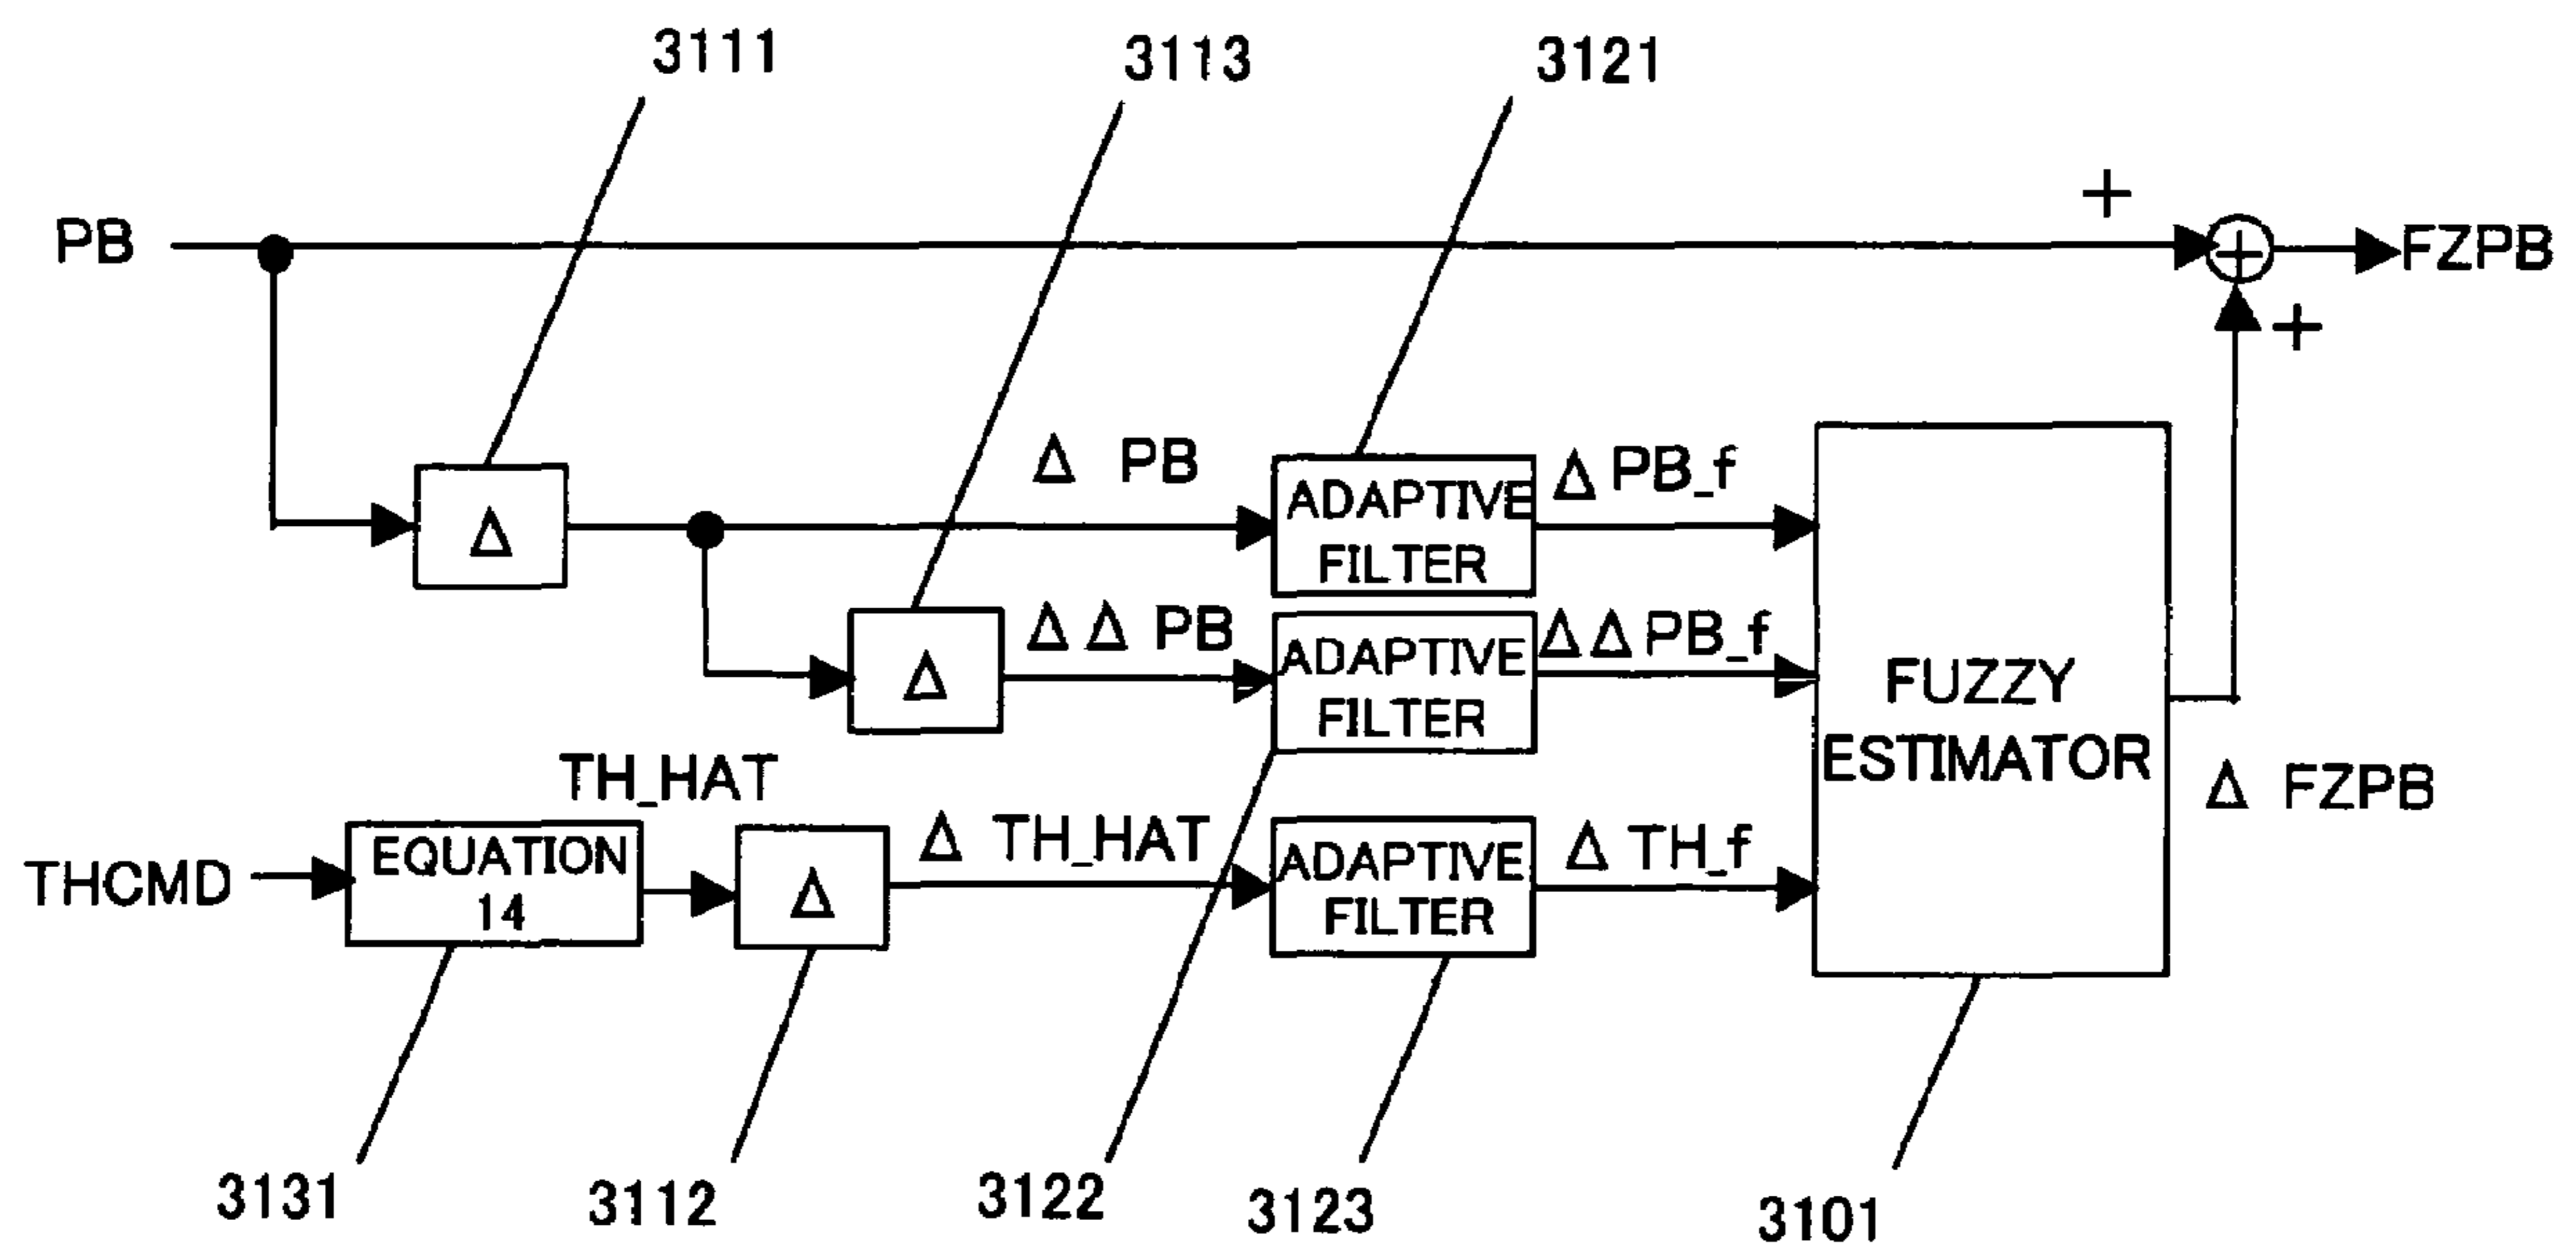 3111
3113
3121
+
PB
+
FZPB
+
Δ PB
Δ PB_f
ADAPTIVE
FILTER
Δ
Δ Δ PB
Δ Δ PB_f
ADAPTIVE
FILTER
Δ
FUZZY
ESTIMATOR
TH_HAT
Δ FZPB
THCMD
EQUATION
14
Δ
Δ TH_HAT
ADAPTIVE
FILTER
Δ TH_f
3131
3112
3122
3123
3101